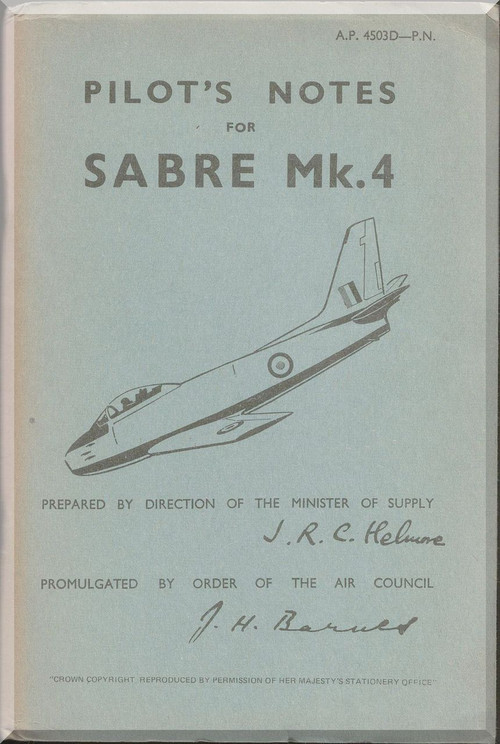 A.P. 4503D—P.N.
PILOT'S NOTES
FOR
SABRE Mk.4
PREPARED BY DIRECTION OF THE MINISTER OF SUPPLY
J. R. C. Helmore
PROMULGATED BY ORDER OF THE AIR COUNCIL
J. H. Barnes
"CROWN COPYRIGHT REPRODUCED BY PERMISSION OF HER MAJESTY'S STATIONERY OFFICE"